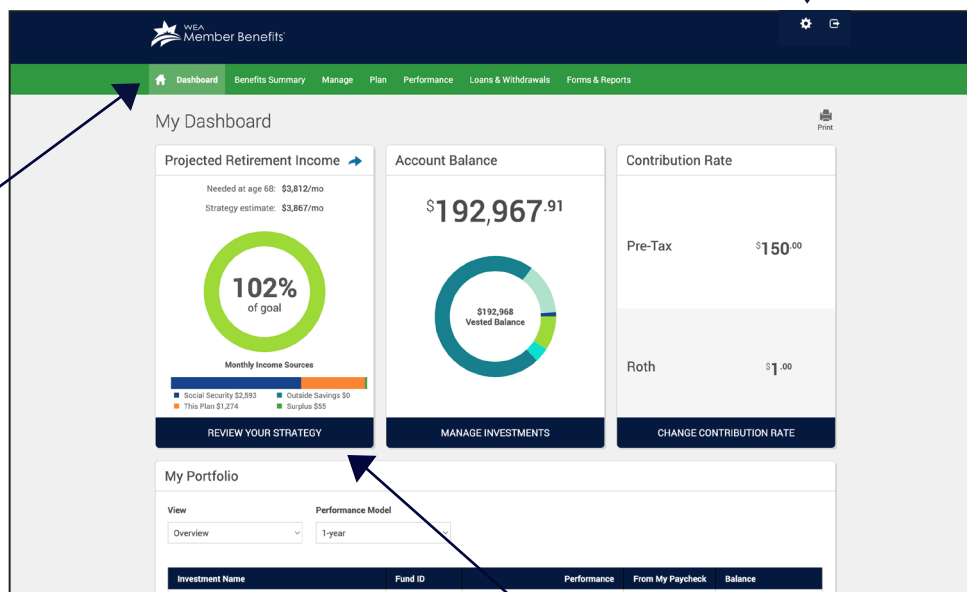 WEA
Member Benefits
Dashboard Benefits Summary Manage Plan Performance Loans & Withdrawals Forms & Reports
My Dashboard
Print
Projected Retirement Income
Needed at age 68: $3,812/mo
Strategy estimate: $3,867/mo
102%
of goal
Monthly Income Sources
Social Security $2,593 Outside Savings $0
This Plan $1,274 Surplus $55
REVIEW YOUR STRATEGY
Account Balance
$192,967.91
$192,968
Vested Balance
MANAGE INVESTMENTS
Contribution Rate
Pre-Tax $150.00
Roth $1.00
CHANGE CONTRIBUTION RATE
My Portfolio
View Performance Model
Overview 1-year
Investment Name Fund ID Performance From My Paycheck Balance